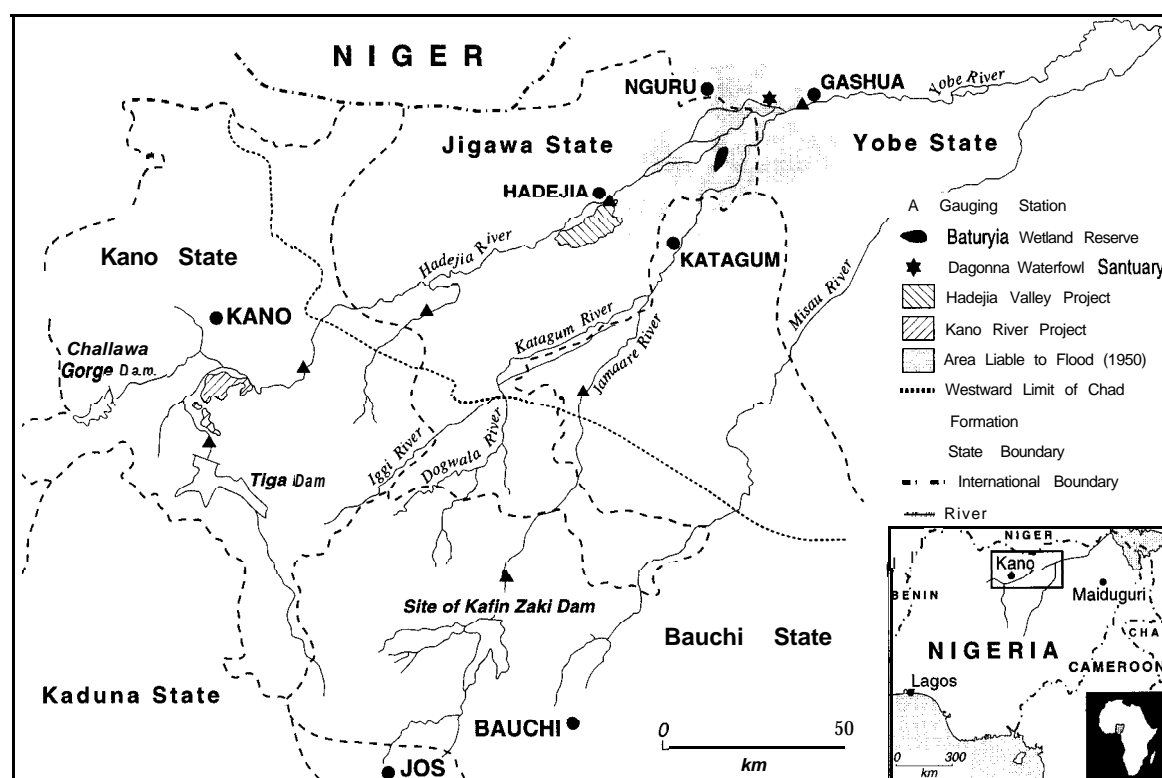 NIGER
NGURU
GASHUA
Yobe River
Jigawa State
Yobe State
HADEJIA
Kano State
Hadejia River
KATAGUM
Misau River
KANO
Katagum River
Jamaare River
Challawa
Gorge Dam
Iggi River
Dogwala River
Tiga Dam
Site of Kafin Zaki Dam
Bauchi State
Kaduna State
BAUCHI
JOS
0 50
km
A Gauging Station
Baturyia Wetland Reserve
Dagonna Waterfowl Santuary
Hadejia Valley Project
Kano River Project
Area Liable to Flood (1950)
Westward Limit of Chad
Formation
State Boundary
International Boundary
River
NIGER
Kano
BENIN
Maiduguri
CHA
NIGERIA
CAMEROON
Lagos
0 300
km